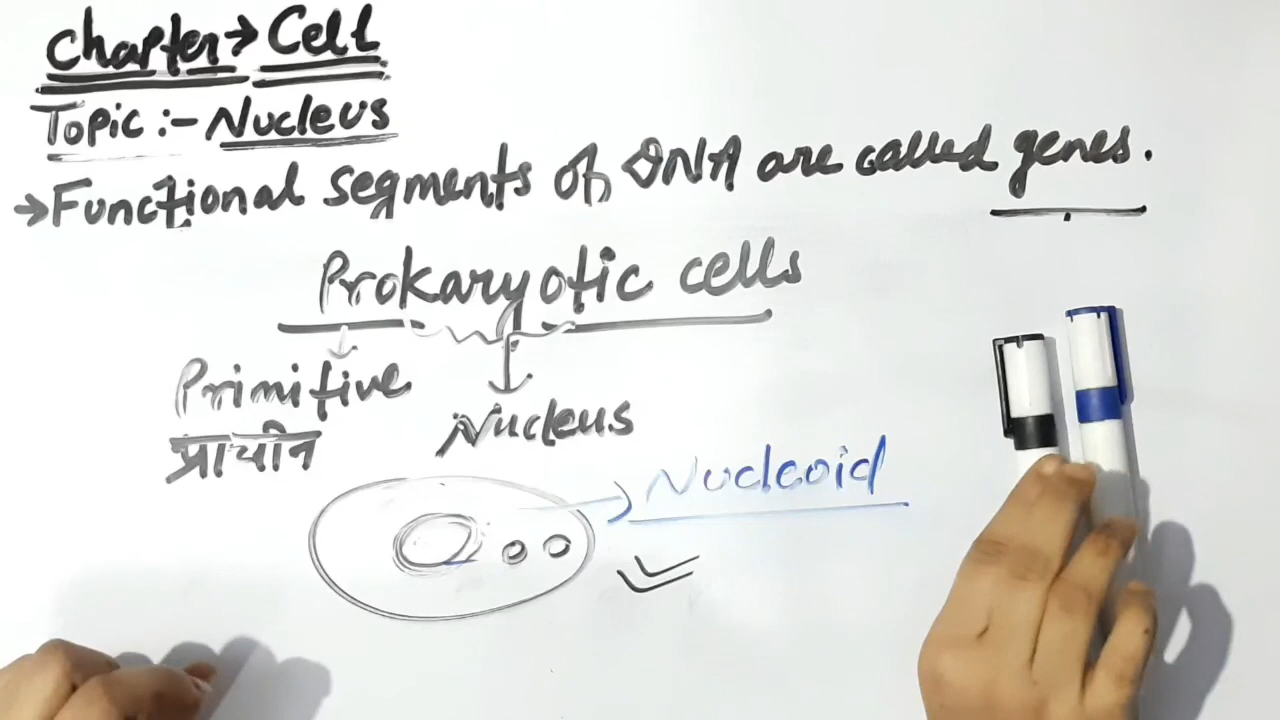 Chapter → Cell
Topic :- Nucleus
→ Functional segments of DNA are called genes.
Prokaryotic cells
Primitive
प्राचीन
Nucleus
Nucleoid